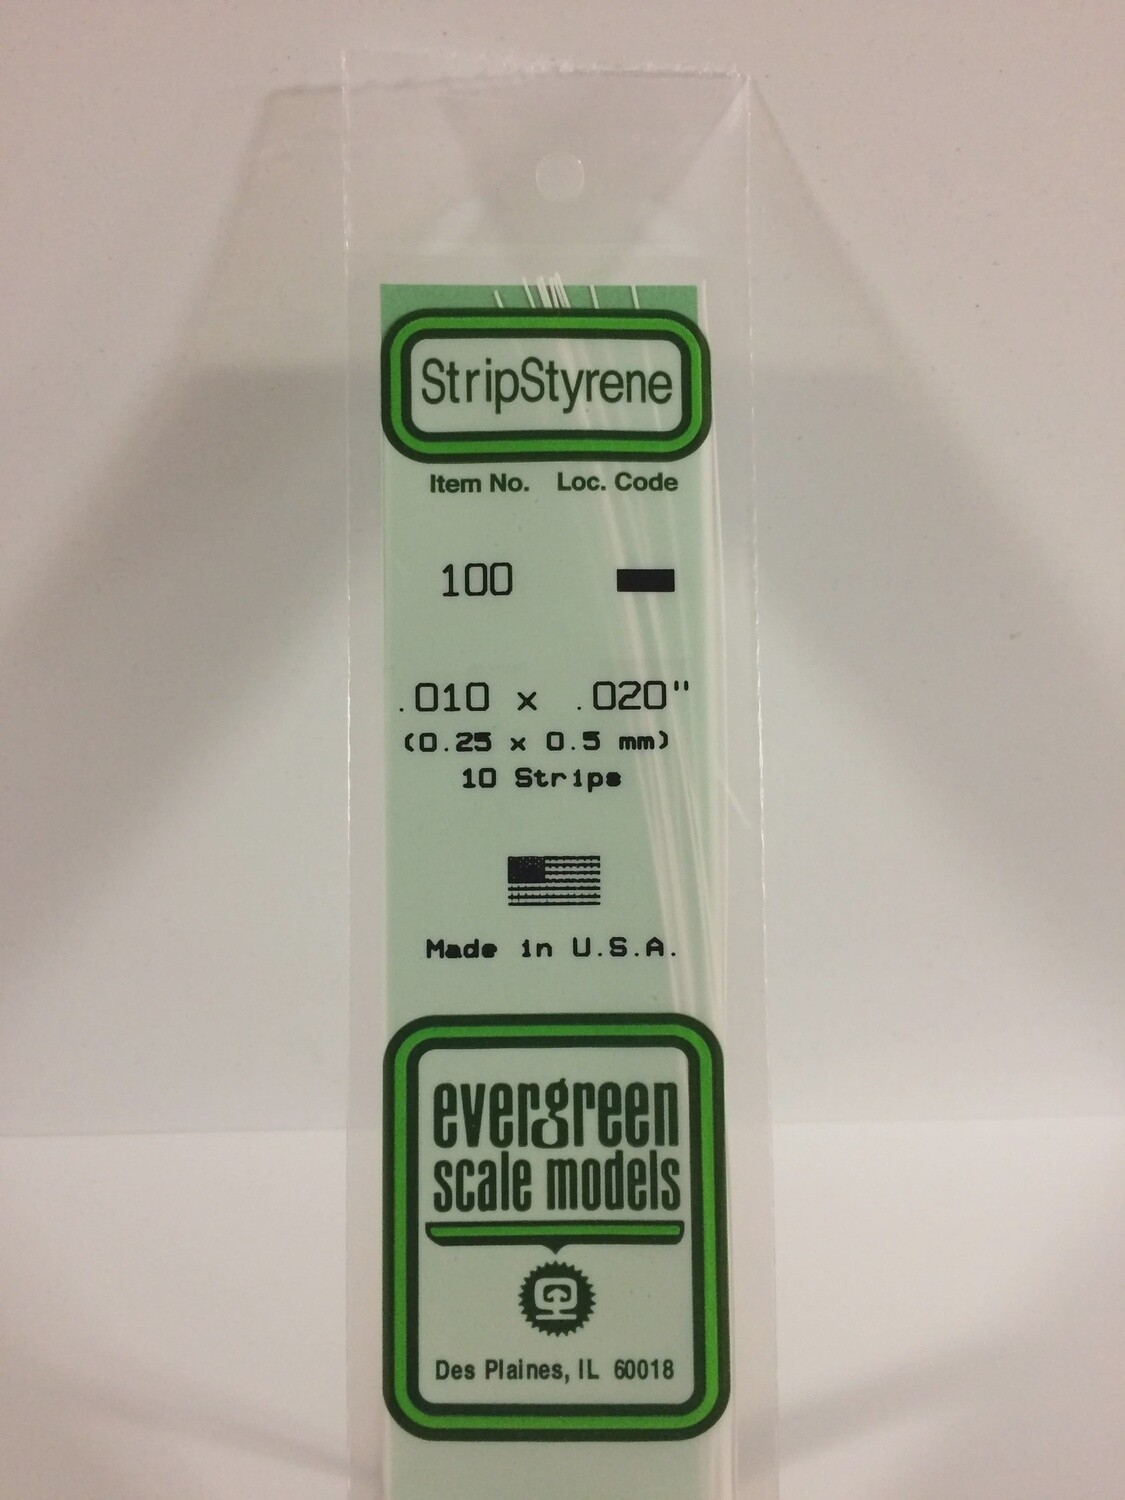 StripStyrene
Item No. Loc. Code
100
.010 x .020"
(0.25 x 0.5 mm)
10 Strips
Made in U.S.A.
evergreen
scale models
Des Plaines, IL 60018